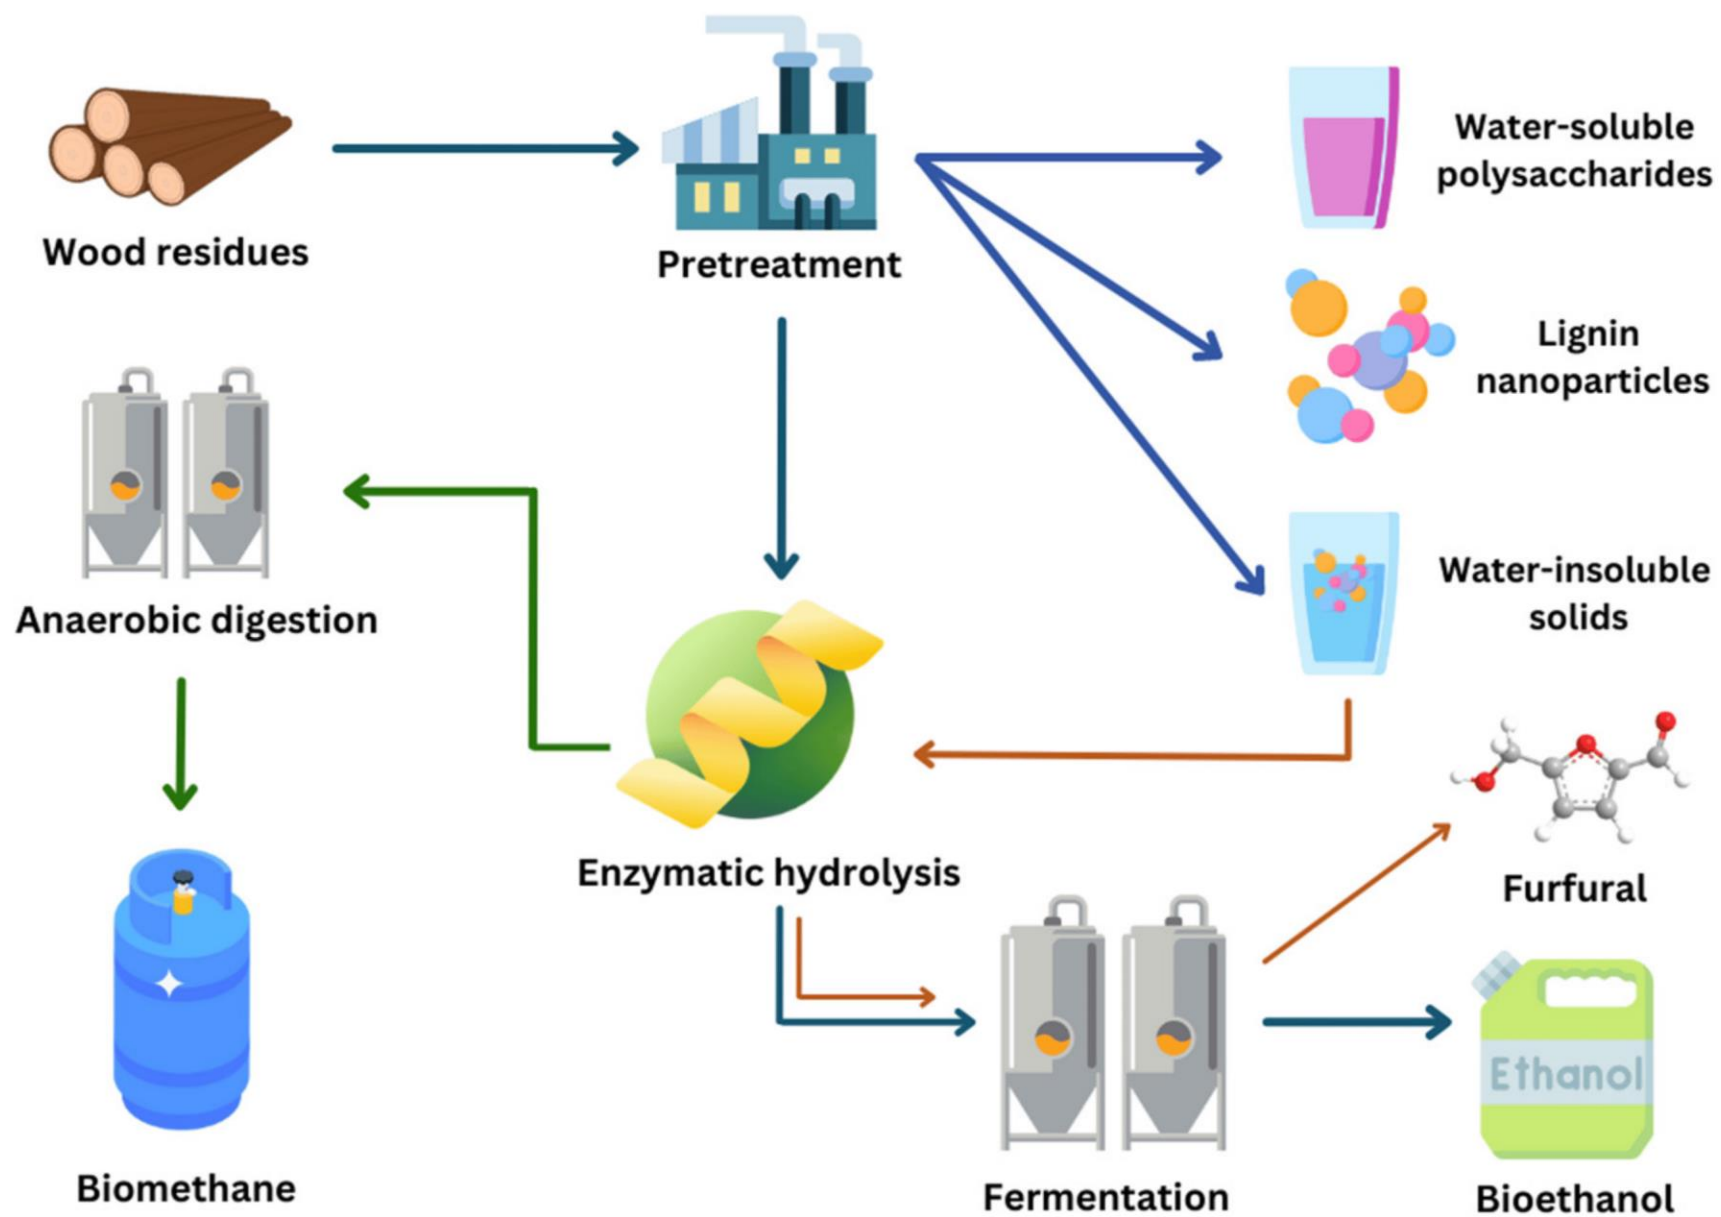 Wood residues
Pretreatment
Water-soluble
polysaccharides
Lignin
nanoparticles
Water-insoluble
solids
Anaerobic digestion
Enzymatic hydrolysis
Furfural
Ethanol
Biomethane
Fermentation
Bioethanol